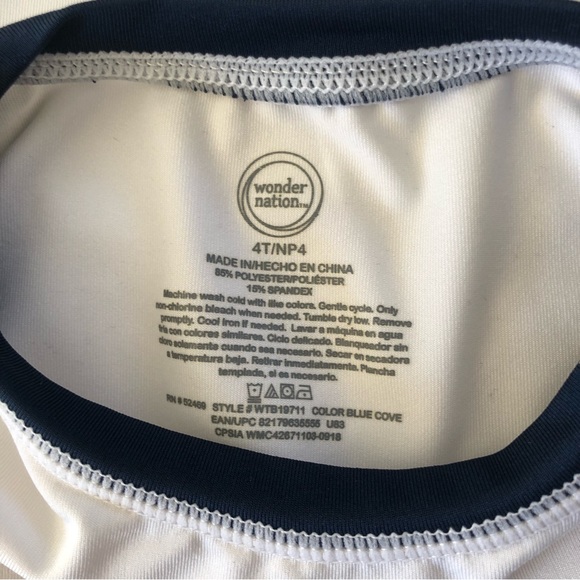 wonder
nation™
4T/NP4
MADE IN/HECHO EN CHINA
85% POLYESTER/POLIÉSTER
15% SPANDEX
Machine wash cold with like colors. Gentle cycle. Only
non-chlorine bleach when needed. Tumble dry low. Remove
promptly. Cool iron if needed. Lavar a máquina en agua
fría con colores similares. Ciclo delicado. Blanqueador sin
cloro solamente cuando sea necesario. Secar en secadora
a temperatura baja. Retirar inmediatamente. Plancha
templada, si es necesario.
RN # 52469 STYLE # WTB19711 COLOR BLUE COVE
EAN/UPC 82179635555 US3
CPSIA WMC42671103-0918